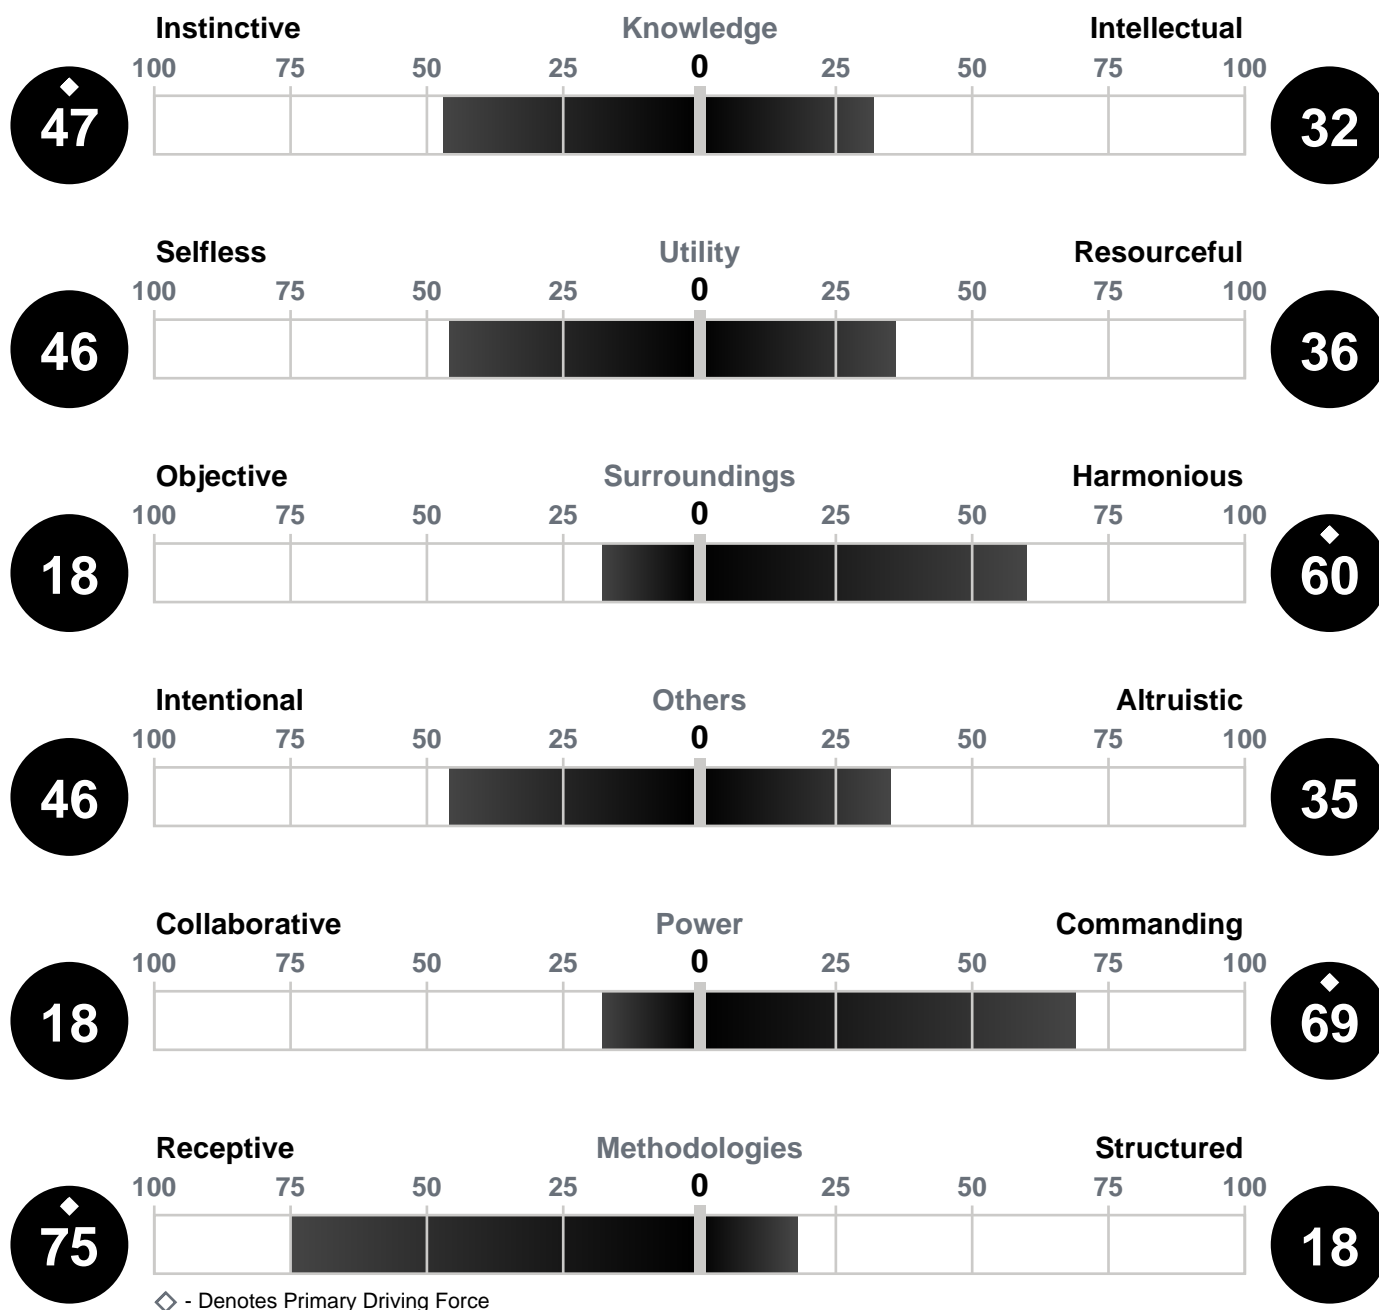 Instinctive Knowledge Intellectual
100 75 50 25 0 25 50 75 100
47 32
Selfless Utility Resourceful
100 75 50 25 0 25 50 75 100
46 36
Objective Surroundings Harmonious
100 75 50 25 0 25 50 75 100
18 60
Intentional Others Altruistic
100 75 50 25 0 25 50 75 100
46 35
Collaborative Power Commanding
100 75 50 25 0 25 50 75 100
18 69
Receptive Methodologies Structured
100 75 50 25 0 25 50 75 100
75 18
◇ - Denotes Primary Driving Force